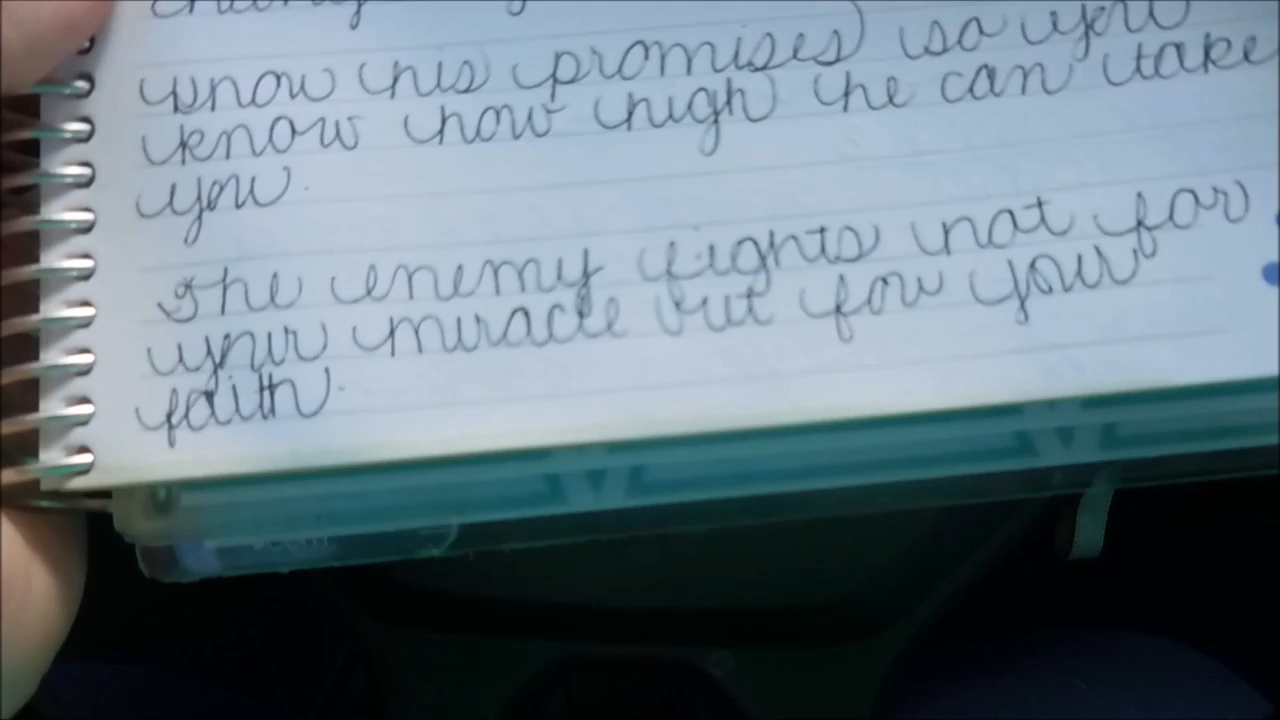 know his promises so you
know how high he can take
you.
The enemy fights not for
your miracle but for your
faith.